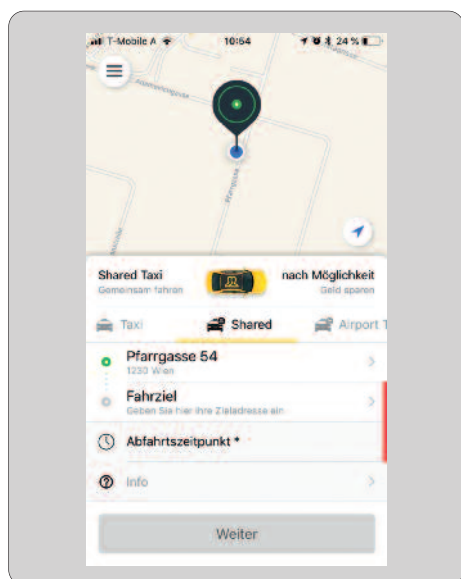 T-Mobile A 10:54 24 %
Pfarrgasse
Shared Taxi nach Möglichkeit
Gemeinsam fahren Geld sparen
Taxi Shared Airport T
Pfarrgasse 54
1230 Wien
Fahrziel
Geben Sie hier Ihre Zieladresse ein
Abfahrtszeitpunkt *
Info
Weiter